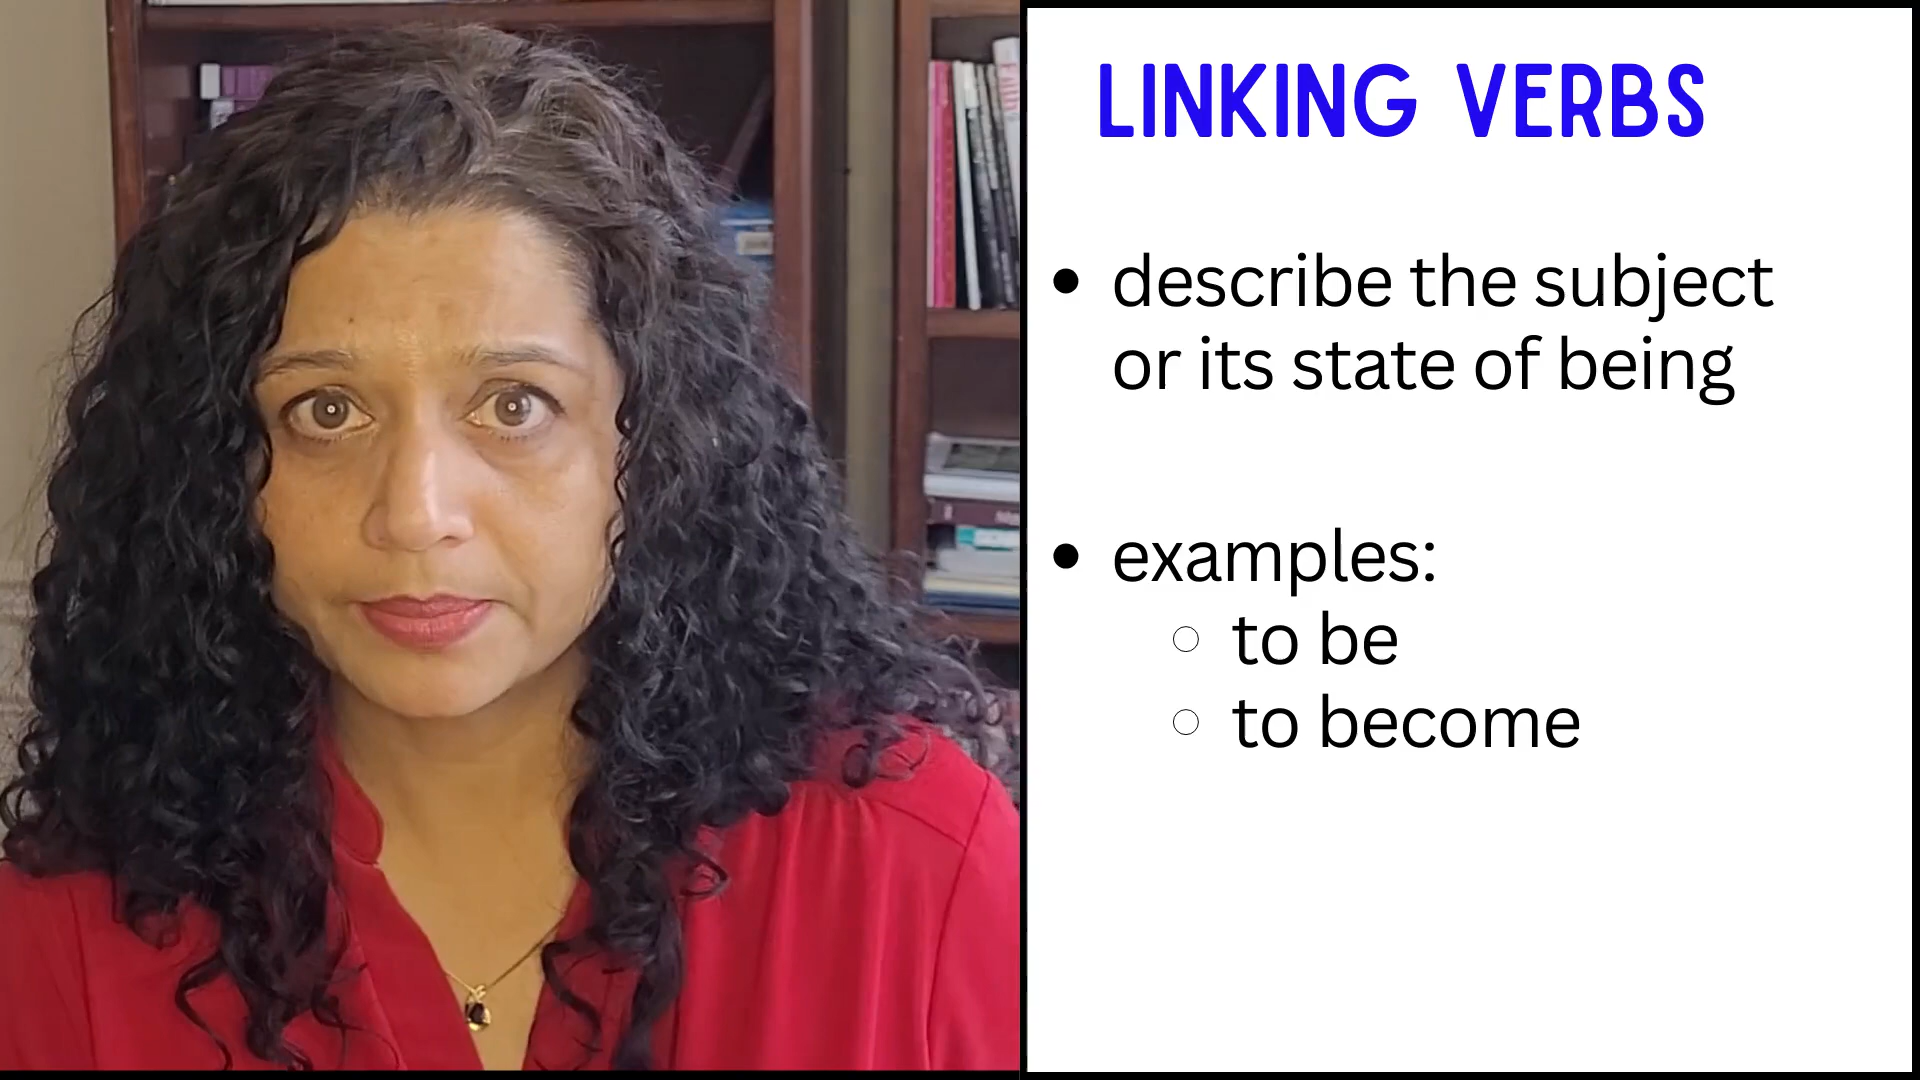 LINKING VERBS
describe the subject
or its state of being
examples:
to be
to become